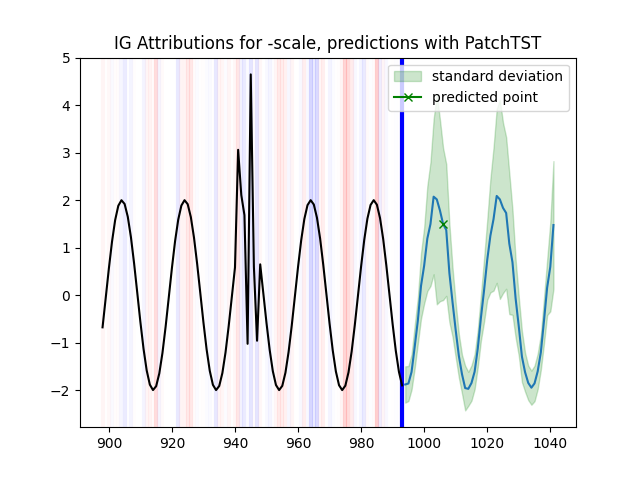 IG Attributions for -scale, predictions with PatchTST
standard deviation
predicted point
5
4
3
2
1
0
−1
−2
900 920 940 960 980 1000 1020 1040